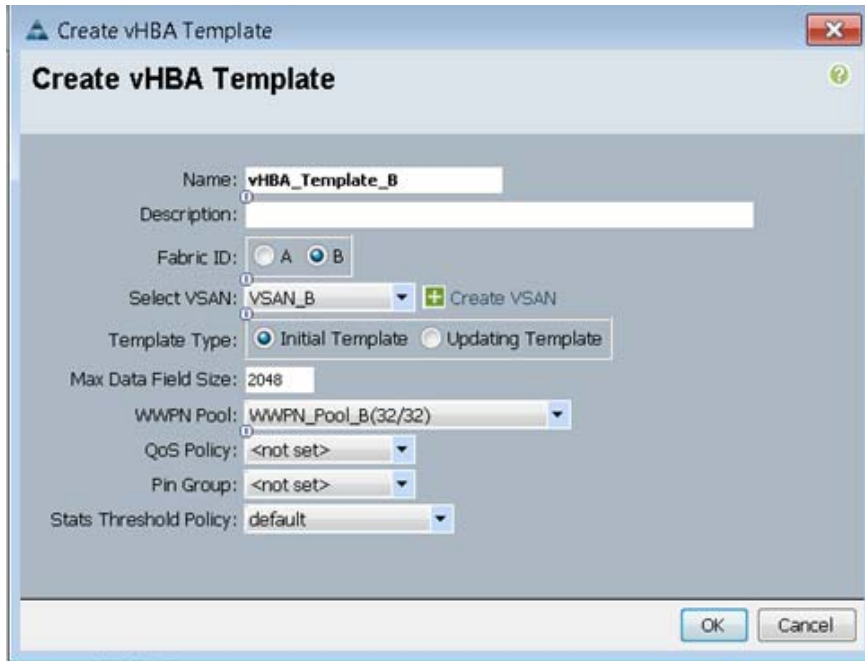 Create vHBA Template
Create vHBA Template
Name: vHBA_Template_B
Description:
Fabric ID: A B
Select VSAN: VSAN_B Create VSAN
Template Type: Initial Template Updating Template
Max Data Field Size: 2048
WWPN Pool: WWPN_Pool_B(32/32)
QoS Policy: <not set>
Pin Group: <not set>
Stats Threshold Policy: default
OK Cancel